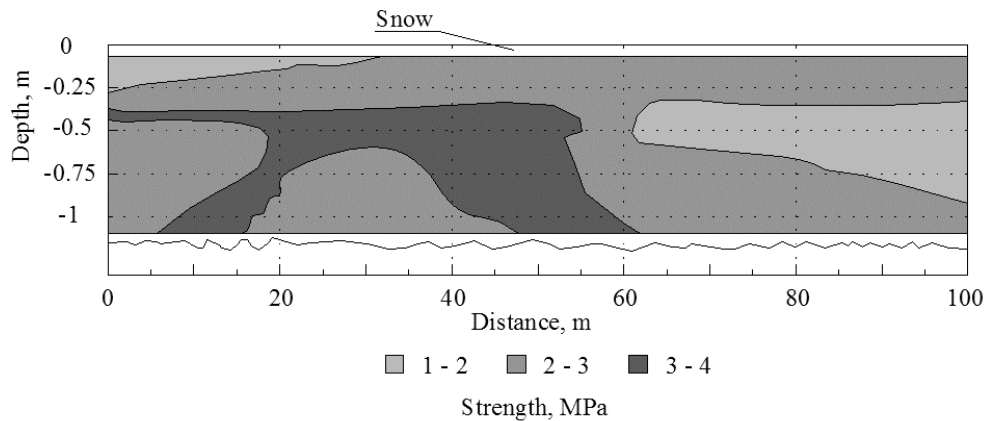 Snow
Depth, m
0
-0.25
-0.5
-0.75
-1
0 20 40 60 80 100
Distance, m
1 - 2 2 - 3 3 - 4
Strength, MPa